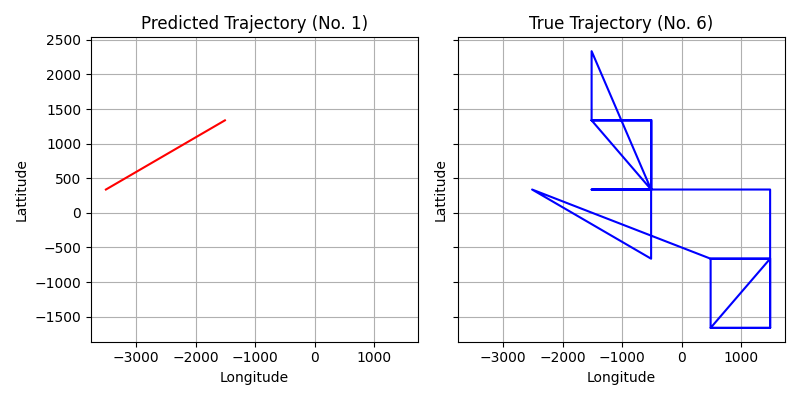 Predicted Trajectory (No. 1)
True Trajectory (No. 6)
2500
2000
1500
1000
500
0
−500
−1000
−1500
Lattitude
Lattitude
−3000 −2000 −1000 0 1000
−3000 −2000 −1000 0 1000
Longitude
Longitude